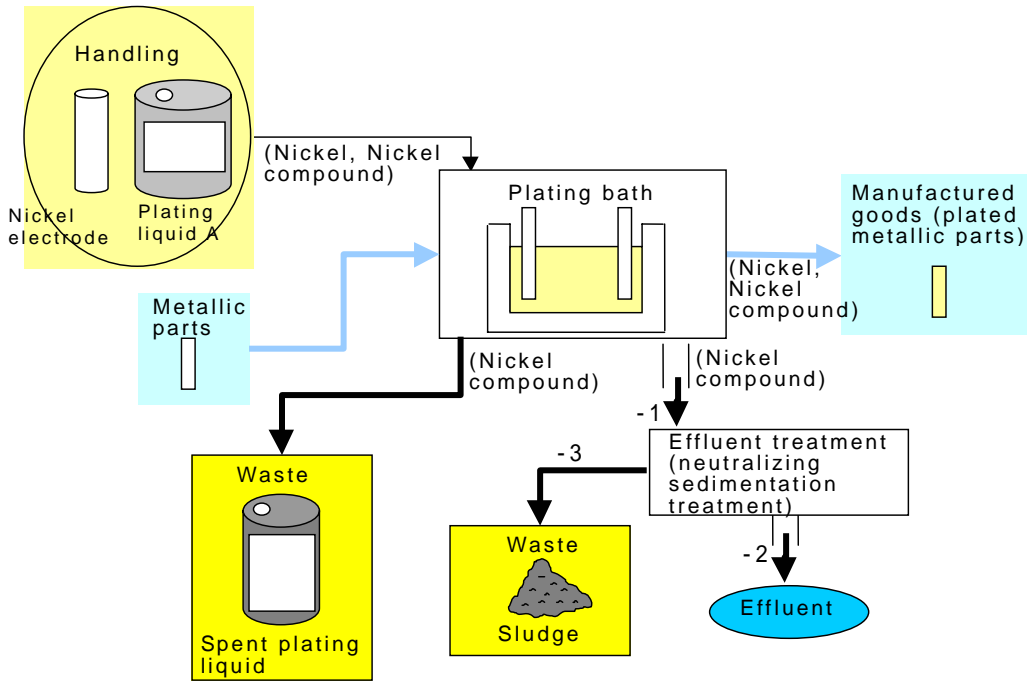 Handling
Nickel
electrode
Plating
liquid A
(Nickel, Nickel
compound)
Plating bath
Manufactured
goods (plated
metallic parts)
(Nickel,
Nickel
compound)
Metallic
parts
(Nickel
compound)
(Nickel
compound)
-1
Effluent treatment
(neutralizing
sedimentation
treatment)
-3
-2
Waste
Spent plating
liquid
Waste
Sludge
Effluent